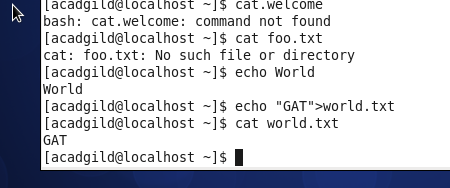 [acadgild@localhost ~]$ cat.welcome
bash: cat.welcome: command not found
[acadgild@localhost ~]$ cat foo.txt
cat: foo.txt: No such file or directory
[acadgild@localhost ~]$ echo World
World
[acadgild@localhost ~]$ echo "GAT">world.txt
[acadgild@localhost ~]$ cat world.txt
GAT
[acadgild@localhost ~]$